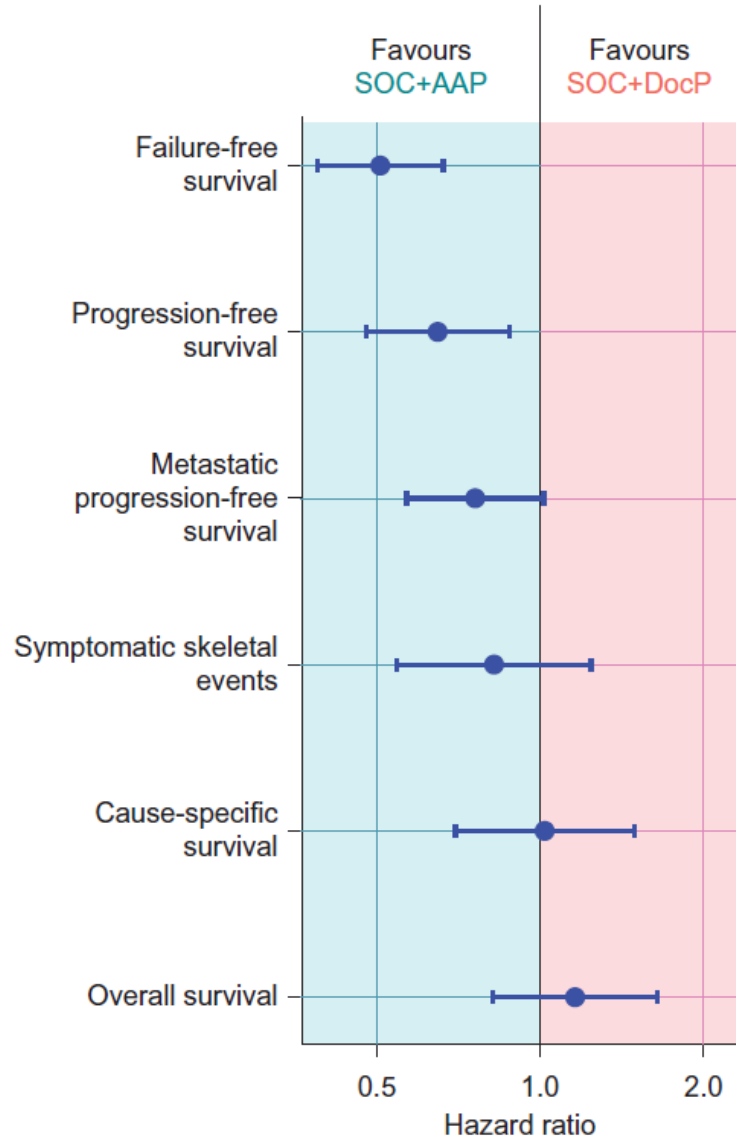 Favours
SOC+AAP
Favours
SOC+DocP
Failure-free
survival
Progression-free
survival
Metastatic
progression-free
survival
Symptomatic skeletal
events
Cause-specific
survival
Overall survival
0.5
1.0
2.0
Hazard ratio